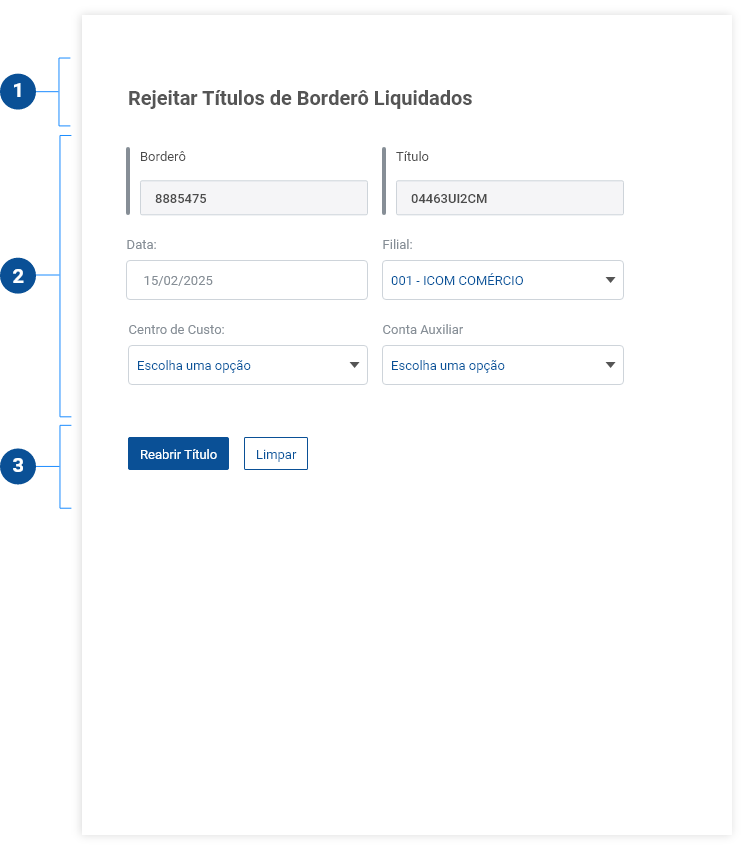 1
Rejeitar Títulos de Borderô Liquidados
2
Borderô Título
8885475 04463UI2CM
Data: Filial:
15/02/2025 001 - ICOM COMÉRCIO
Centro de Custo: Conta Auxiliar
Escolha uma opção Escolha uma opção
3
Reabrir Título Limpar